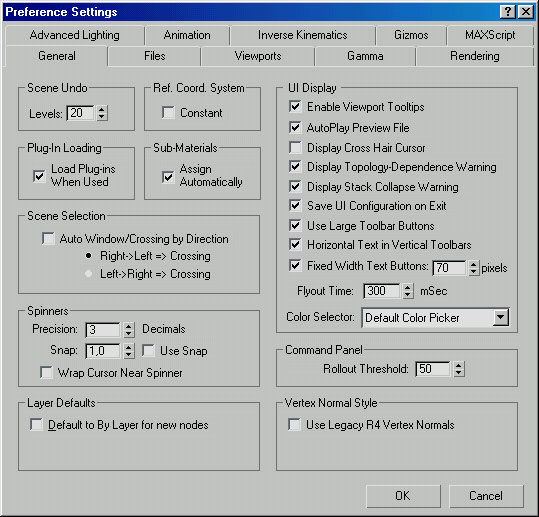 Preference Settings
Advanced Lighting Animation Inverse Kinematics Gizmos MAXScript
General Files Viewports Gamma Rendering
Scene Undo
Levels: 20
Ref. Coord. System
Constant
Plug-In Loading
Load Plug-ins
When Used
Sub-Materials
Assign
Automatically
Scene Selection
Auto Window/Crossing by Direction
Right->Left => Crossing
Left->Right => Crossing
Spinners
Precision: 3 Decimals
Snap: 1,0 Use Snap
Wrap Cursor Near Spinner
Layer Defaults
Default to By Layer for new nodes
UI Display
Enable Viewport Tooltips
AutoPlay Preview File
Display Cross Hair Cursor
Display Topology-Dependence Warning
Display Stack Collapse Warning
Save UI Configuration on Exit
Use Large Toolbar Buttons
Horizontal Text in Vertical Toolbars
Fixed Width Text Buttons: 70 pixels
Flyout Time: 300 mSec
Color Selector: Default Color Picker
Command Panel
Rollout Threshold: 50
Vertex Normal Style
Use Legacy R4 Vertex Normals
OK Cancel